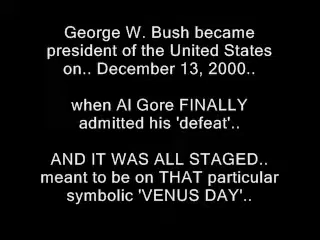 George W. Bush became
president of the United States
on.. December 13, 2000..
when Al Gore FINALLY
admitted his 'defeat'..
AND IT WAS ALL STAGED..
meant to be on THAT particular
symbolic 'VENUS DAY'..